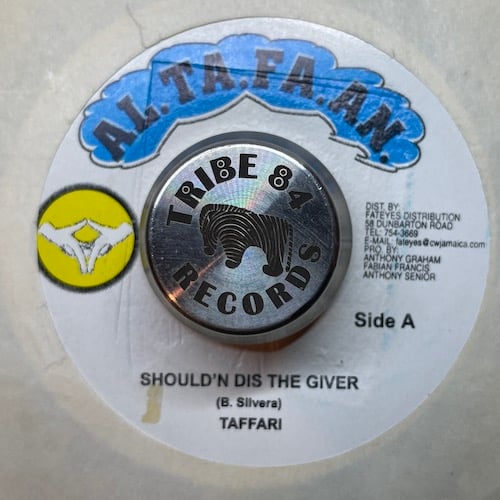 AL.TA.FA.AN.
TRIBE 84
RECORDS
DIST. BY:
FATEYES DISTRIBUTION
58 DUNBARTON ROAD
TEL: 754-3669
E-MAIL: fateyes@cwjamaica.com
PRO. BY:
ANTHONY GRAHAM
FABIAN FRANCIS
ANTHONY SENIOR
Side A
SHOULD'N DIS THE GIVER
(B. Silvera)
TAFFARI